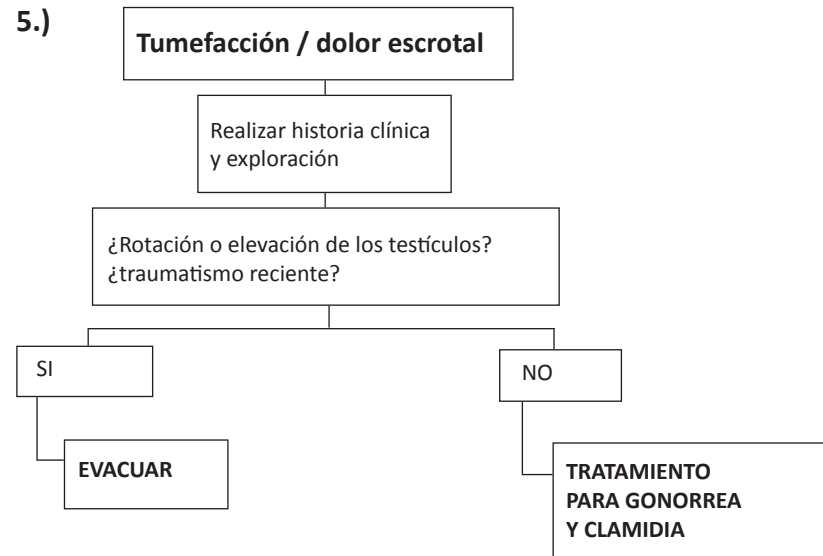 5.)
Tumefacción / dolor escrotal
Realizar historia clínica
y exploración
¿Rotación o elevación de los testículos?
¿traumatismo reciente?
SI
NO
EVACUAR
TRATAMIENTO
PARA GONORREA
Y CLAMIDIA